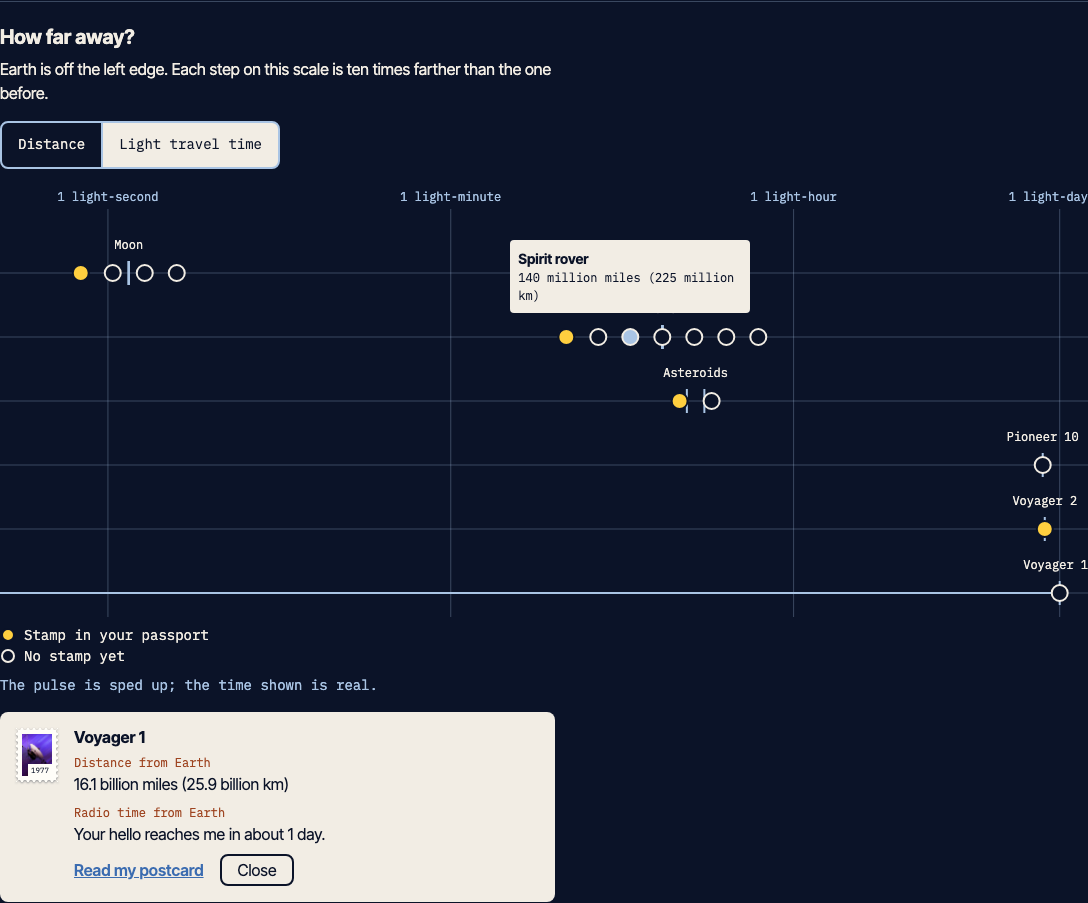 How far away?
Earth is off the left edge. Each step on this scale is ten times farther than the one
before.
Distance
Light travel time
1 light-second
1 light-minute
1 light-hour
1 light-day
Moon
Spirit rover
140 million miles (225 million
km)
Asteroids
Pioneer 10
Voyager 2
Voyager 1
Stamp in your passport
No stamp yet
The pulse is sped up; the time shown is real.
1977
Voyager 1
Distance from Earth
16.1 billion miles (25.9 billion km)
Radio time from Earth
Your hello reaches me in about 1 day.
Read my postcard
Close